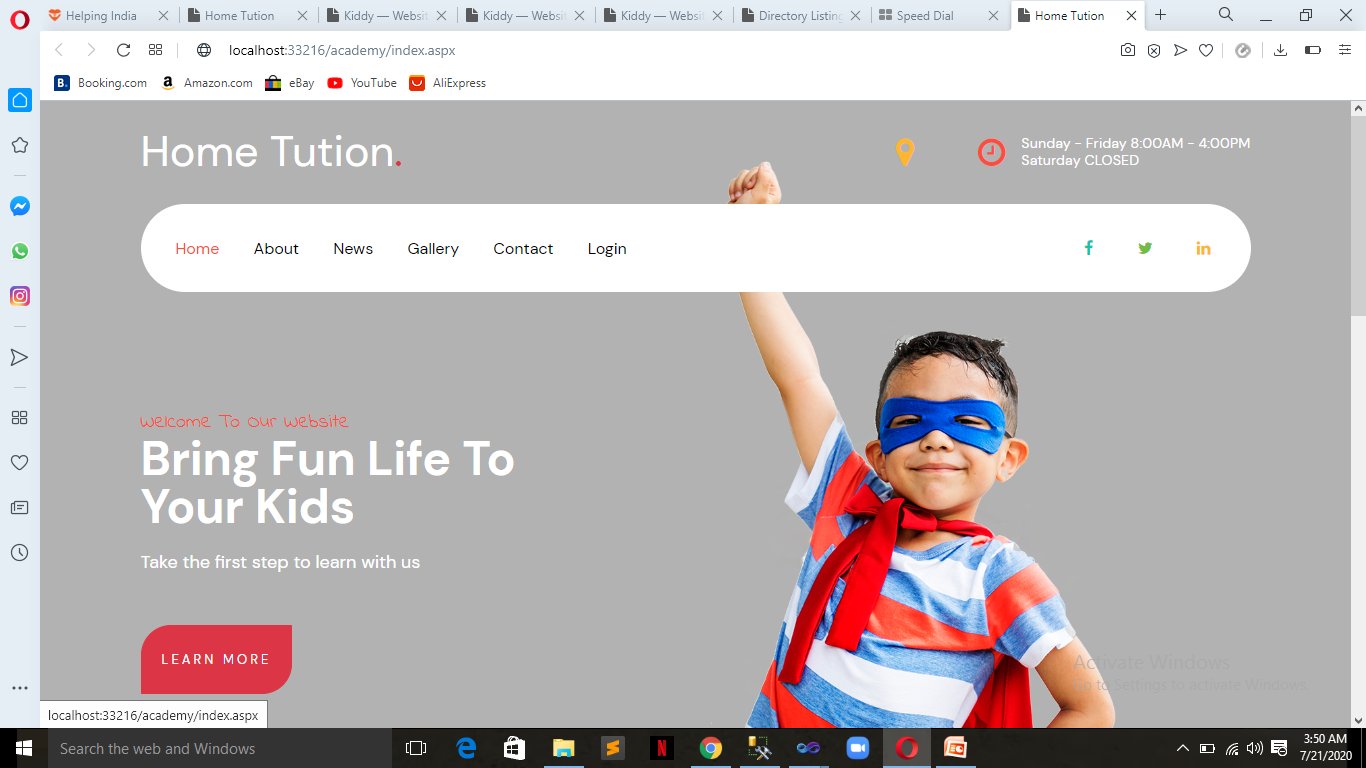 Helping India
Home Tution
Kiddy — Websit
Kiddy — Websit
Kiddy — Websit
Directory Listing
Speed Dial
Home Tution
localhost:33216/academy/index.aspx
B. Booking.com
a Amazon.com
eBay
YouTube
AliExpress
Home Tution.
Sunday - Friday 8:00AM - 4:00PM
Saturday CLOSED
Home About News Gallery Contact Login
Welcome To Our Website
Bring Fun Life To
Your Kids
Take the first step to learn with us
LEARN MORE
Activate Windows
Go to Settings to activate Windows.
localhost:33216/academy/index.aspx
Search the web and Windows
3:50 AM
7/21/2020